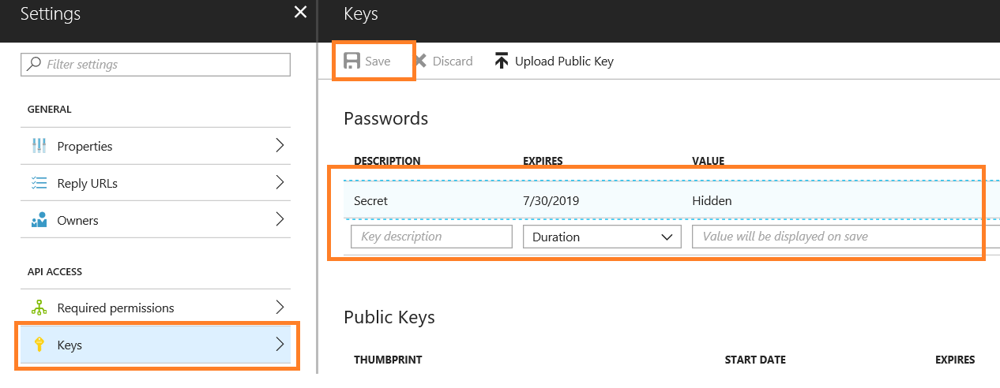 Settings
Filter settings
GENERAL
Properties
Reply URLs
Owners
API ACCESS
Required permissions
Keys
Keys
Save Discard Upload Public Key
Passwords
DESCRIPTION EXPIRES VALUE
Secret 7/30/2019 Hidden
Key description Duration Value will be displayed on save
Public Keys
THUMBPRINT START DATE EXPIRES